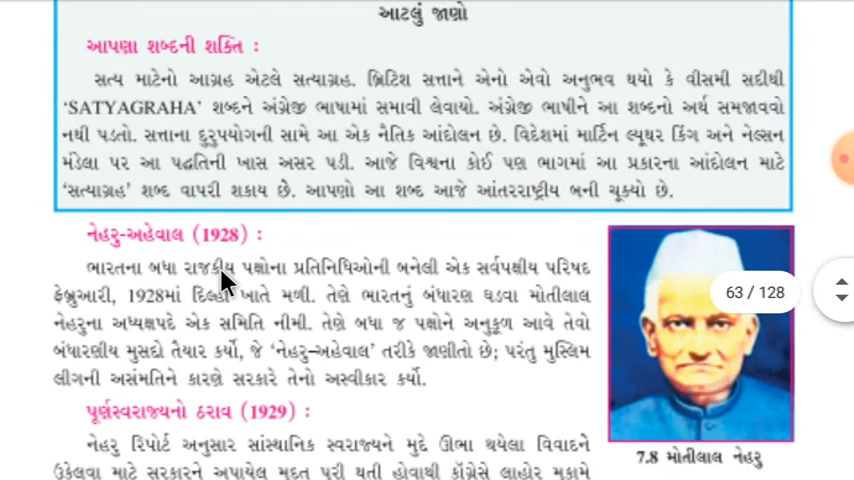 આટલું જાણો
આપણા શબ્દની શક્તિ :
સત્ય માટેનો આગ્રહ એટલે સત્યાગ્રહ. બ્રિટિશ સત્તાને એનો એવો અનુભવ થયો કે વીસમી સદીથી
‘SATYAGRAHA’ શબ્દને અંગ્રેજી ભાષામાં સમાવી લેવાયો. અંગ્રેજી ભાષીને આ શબ્દનો અર્થ સમજાવવો
નથી પડતો. સત્તાના દુરુપયોગની સામે આ એક નૈતિક આંદોલન છે. વિદેશમાં માર્ટિન લ્યૂથર કિંગ અને નેલ્સન
મંડેલા પર આ પદ્ધતિની ખાસ અસર પડી. આજે વિશ્વના કોઈ પણ ભાગમાં આ પ્રકારના આંદોલન માટે
‘સત્યાગ્રહ’ શબ્દ વાપરી શકાય છે. આપણો આ શબ્દ આજે આંતરરાષ્ટ્રીય બની ચૂક્યો છે.
નેહરુ-અહેવાલ (1928) :
ભારતના બધા રાજકીય પક્ષોના પ્રતિનિધિઓની બનેલી એક સર્વપક્ષીય પરિષદ
ફેબ્રુઆરી, 1928માં દિલ્હી ખાતે મળી. તેણે ભારતનું બંધારણ ઘડવા મોતીલાલ
નેહરુના અધ્યક્ષપદે એક સમિતિ નીમી. તેણે બધા જ પક્ષોને અનુકૂળ આવે તેવો
બંધારણીય મુસદો તૈયાર કર્યો, જે ‘નેહરુ–અહેવાલ’ તરીકે જાણીતો છે; પરંતુ મુસ્લિમ
લીગની અસંમતિને કારણે સરકારે તેનો અસ્વીકાર કર્યો.
63 / 128
પૂર્ણસ્વરાજ્યનો ઠરાવ (1929) :
નેહરુ રિપોર્ટ અનુસાર સાંસ્થાનિક સ્વરાજ્યને મુદે ઊભા થયેલા વિવાદને
ઉકેલવા માટે સરકારને અપાયેલ મુદત પૂરી થતી હોવાથી કૉંગ્રેસે લાહોર મુકામે
7.8 મોતીલાલ નેહરુ